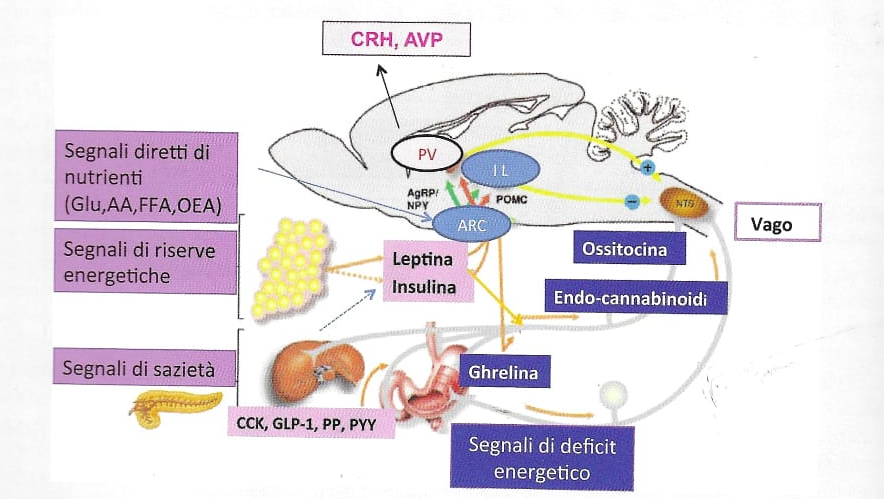 CRH, AVP
Segnali diretti di
nutrienti
(Glu,AA,FFA,OEA)
PV
I L
+
AgRP/
NPY
POMC
-
NTS
ARC
Vago
Segnali di riserve
energetiche
Leptina
Insulina
Ossitocina
Endo-cannabinoidi
Segnali di sazietà
Ghrelina
CCK, GLP-1, PP, PYY
Segnali di deficit
energetico